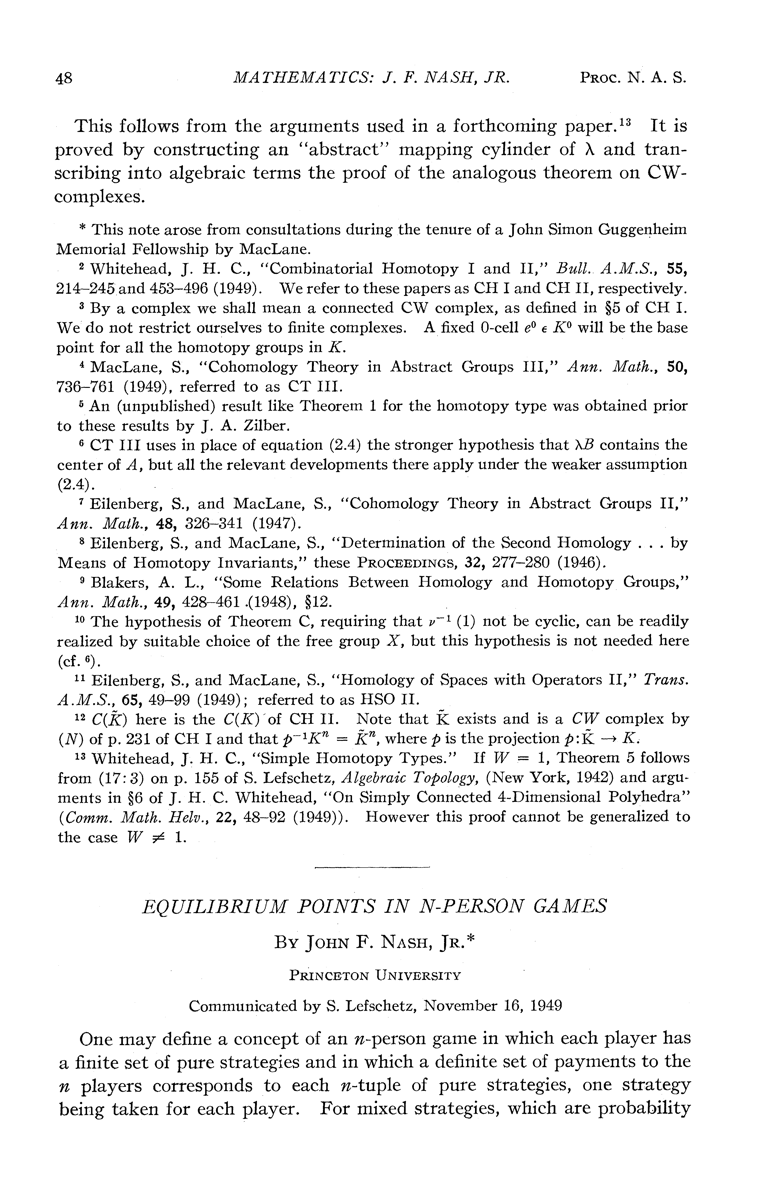 48 MATHEMATICS: J. F. NASH, JR. PROC. N. A. S.
This follows from the arguments used in a forthcoming paper.¹³ It is
proved by constructing an "abstract" mapping cylinder of λ and tran-
scribing into algebraic terms the proof of the analogous theorem on CW-
complexes.
* This note arose from consultations during the tenure of a John Simon Guggenheim
Memorial Fellowship by MacLane.
² Whitehead, J. H. C., "Combinatorial Homotopy I and II," Bull. A.M.S., 55,
214–245 and 453–496 (1949). We refer to these papers as CH I and CH II, respectively.
³ By a complex we shall mean a connected CW complex, as defined in §5 of CH I.
We do not restrict ourselves to finite complexes. A fixed 0-cell e⁰ ϵ K⁰ will be the base
point for all the homotopy groups in K.
⁴ MacLane, S., "Cohomology Theory in Abstract Groups III," Ann. Math., 50,
736–761 (1949), referred to as CT III.
⁵ An (unpublished) result like Theorem 1 for the homotopy type was obtained prior
to these results by J. A. Zilber.
⁶ CT III uses in place of equation (2.4) the stronger hypothesis that λB contains the
center of A, but all the relevant developments there apply under the weaker assumption
(2.4).
⁷ Eilenberg, S., and MacLane, S., "Cohomology Theory in Abstract Groups II,"
Ann. Math., 48, 326–341 (1947).
⁸ Eilenberg, S., and MacLane, S., "Determination of the Second Homology . . . by
Means of Homotopy Invariants," these PROCEEDINGS, 32, 277–280 (1946).
⁹ Blakers, A. L., "Some Relations Between Homology and Homotopy Groups,"
Ann. Math., 49, 428–461 (1948), §12.
¹⁰ The hypothesis of Theorem C, requiring that ν⁻¹ (1) not be cyclic, can be readily
realized by suitable choice of the free group X, but this hypothesis is not needed here
(cf. ⁶).
¹¹ Eilenberg, S., and MacLane, S., "Homology of Spaces with Operators II," Trans.
A.M.S., 65, 49–99 (1949); referred to as HSO II.
¹² C(K̃) here is the C(K) of CH II. Note that K̃ exists and is a CW complex by
(N) of p. 231 of CH I and that p⁻¹Kⁿ = K̃ⁿ, where p is the projection p:K̃ → K.
¹³ Whitehead, J. H. C., "Simple Homotopy Types." If W = 1, Theorem 5 follows
from (17:3) on p. 155 of S. Lefschetz, Algebraic Topology, (New York, 1942) and argu-
ments in §6 of J. H. C. Whitehead, "On Simply Connected 4-Dimensional Polyhedra"
(Comm. Math. Helv., 22, 48–92 (1949)). However this proof cannot be generalized to
the case W ≠ 1.
EQUILIBRIUM POINTS IN N-PERSON GAMES
BY JOHN F. NASH, JR.*
PRINCETON UNIVERSITY
Communicated by S. Lefschetz, November 16, 1949
One may define a concept of an n-person game in which each player has
a finite set of pure strategies and in which a definite set of payments to the
n players corresponds to each n-tuple of pure strategies, one strategy
being taken for each player. For mixed strategies, which are probability